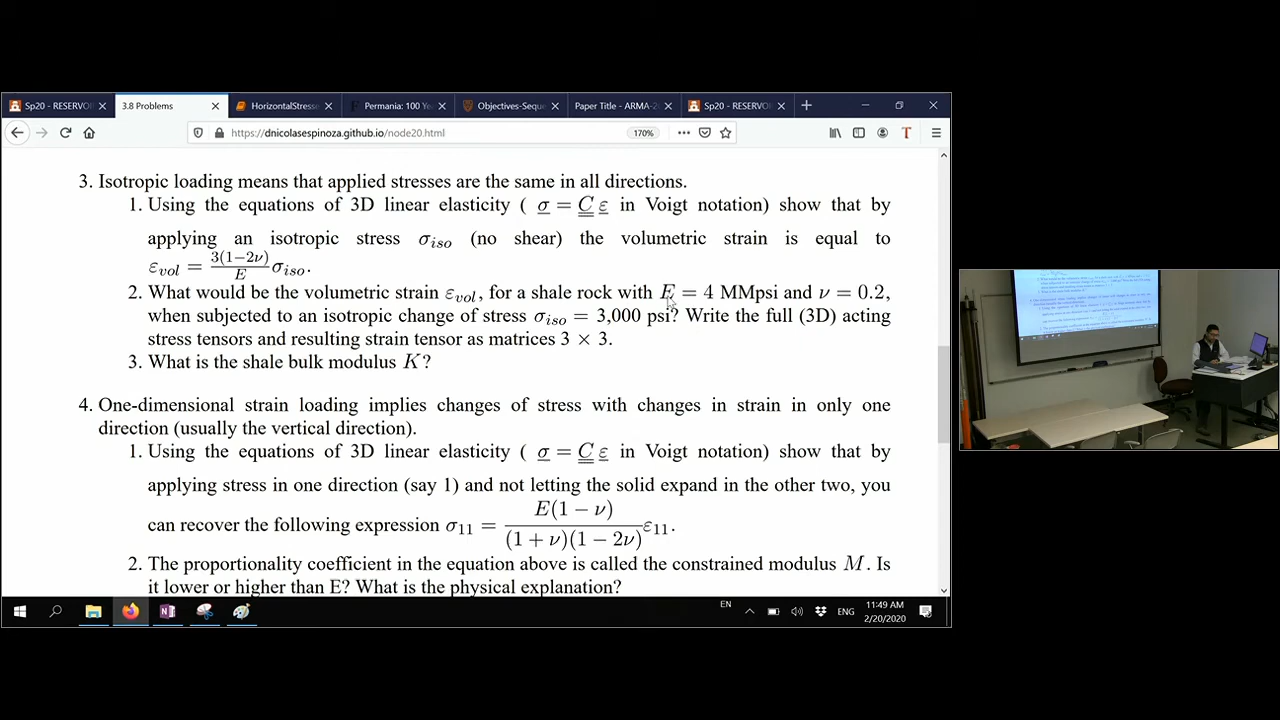 Sp20 - RESERVOI
3.8 Problems
HorizontalStresse
Permania: 100 Ye
Objectives-Seque
Paper Title - ARMA-2
Sp20 - RESERVOI
https://dnicolasespinoza.github.io/node20.html
170%
3. Isotropic loading means that applied stresses are the same in all directions.
1. Using the equations of 3D linear elasticity ( σ = C ε in Voigt notation) show that by
applying an isotropic stress σiso (no shear) the volumetric strain is equal to
εvol = 3(1−2ν)/E σiso.
2. What would be the volumetric strain εvol, for a shale rock with E = 4 MMpsi and ν = 0.2,
when subjected to an isotropic change of stress σiso = 3,000 psi? Write the full (3D) acting
stress tensors and resulting strain tensor as matrices 3 × 3.
3. What is the shale bulk modulus K?
4. One-dimensional strain loading implies changes of stress with changes in strain in only one
direction (usually the vertical direction).
1. Using the equations of 3D linear elasticity ( σ = C ε in Voigt notation) show that by
applying stress in one direction (say 1) and not letting the solid expand in the other two, you
can recover the following expression σ11 = E(1 − ν)/(1 + ν)(1 − 2ν) ε11.
2. The proportionality coefficient in the equation above is called the constrained modulus M. Is
it lower or higher than E? What is the physical explanation?
EN
ENG
11:49 AM
2/20/2020